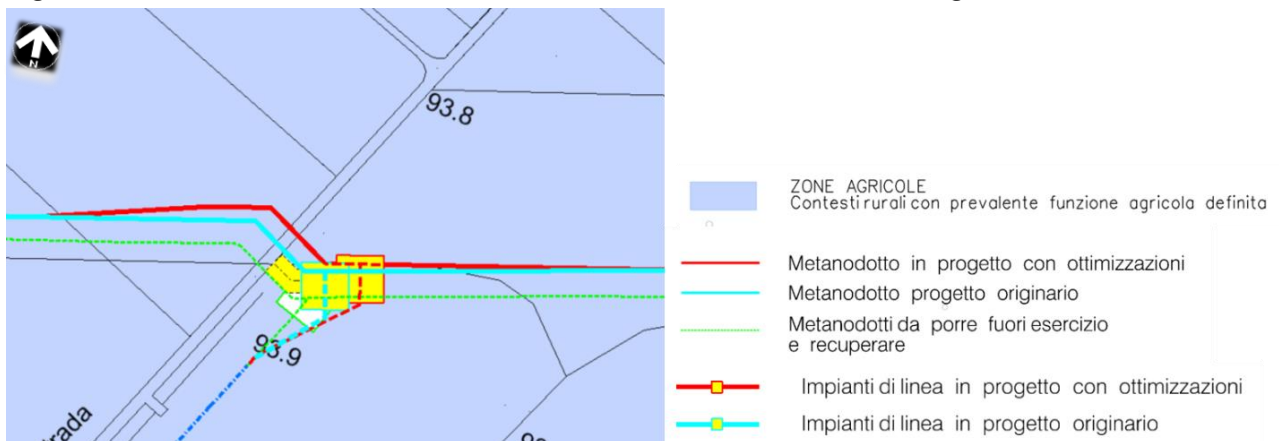 N
93.8
93.9
rada
ZONE AGRICOLE
Contesti rurali con prevalente funzione agricola definita
Metanodotto in progetto con ottimizzazioni
Metanodotto progetto originario
Metanodotti da porre fuori esercizio
e recuperare
Impianti di linea in progetto con ottimizzazioni
Impianti di linea in progetto originario